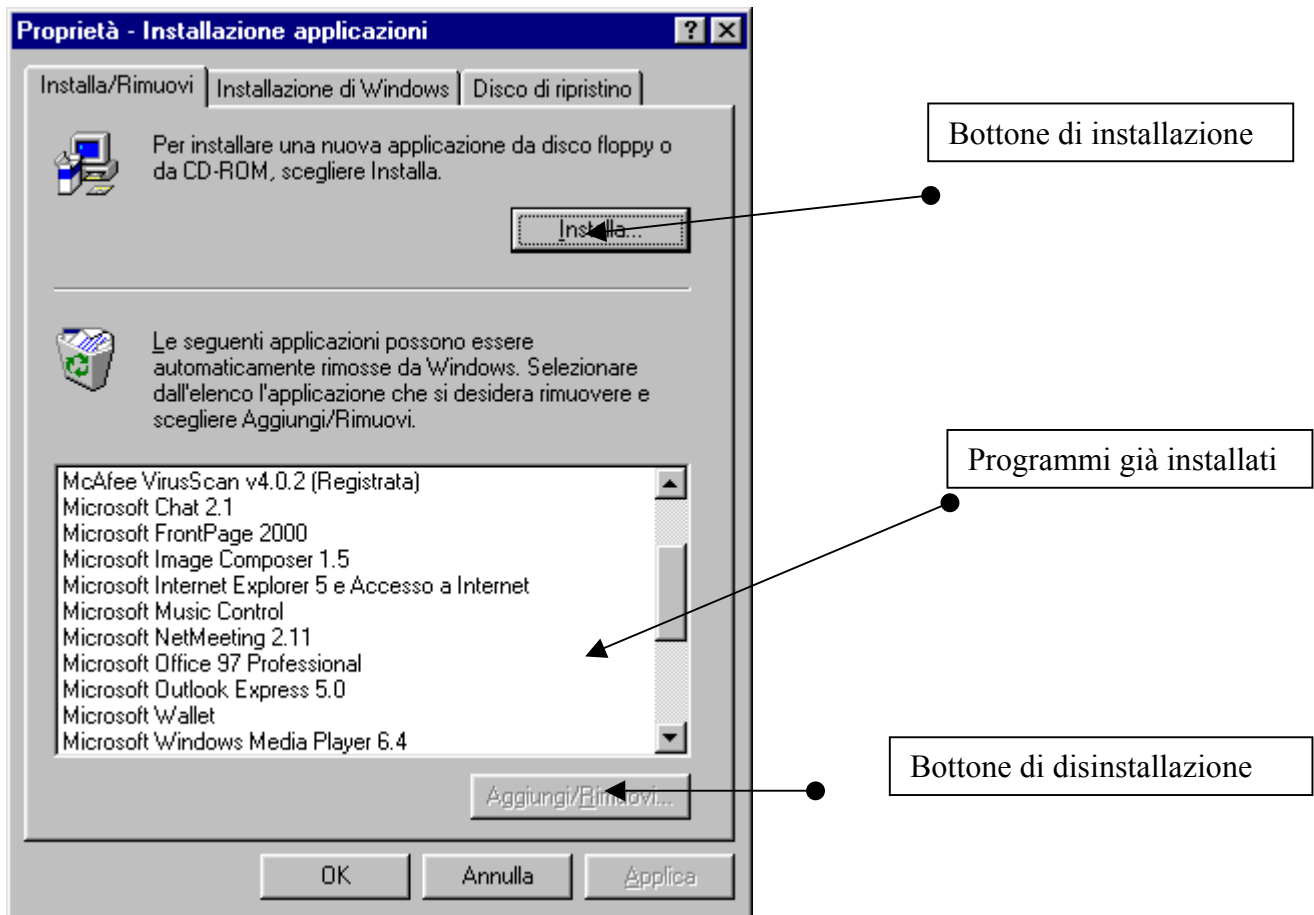 Proprietà - Installazione applicazioni
Installa/Rimuovi
Installazione di Windows
Disco di ripristino
Per installare una nuova applicazione da disco floppy o
da CD-ROM, scegliere Installa.
Installa...
Bottone di installazione
Le seguenti applicazioni possono essere
automaticamente rimosse da Windows. Selezionare
dall'elenco l'applicazione che si desidera rimuovere e
scegliere Aggiungi/Rimuovi.
McAfee VirusScan v4.0.2 (Registrata)
Microsoft Chat 2.1
Microsoft FrontPage 2000
Microsoft Image Composer 1.5
Microsoft Internet Explorer 5 e Accesso a Internet
Microsoft Music Control
Microsoft NetMeeting 2.11
Microsoft Office 97 Professional
Microsoft Outlook Express 5.0
Microsoft Wallet
Microsoft Windows Media Player 6.4
Programmi già installati
Aggiungi/Rimuovi...
Bottone di disinstallazione
OK
Annulla
Applica